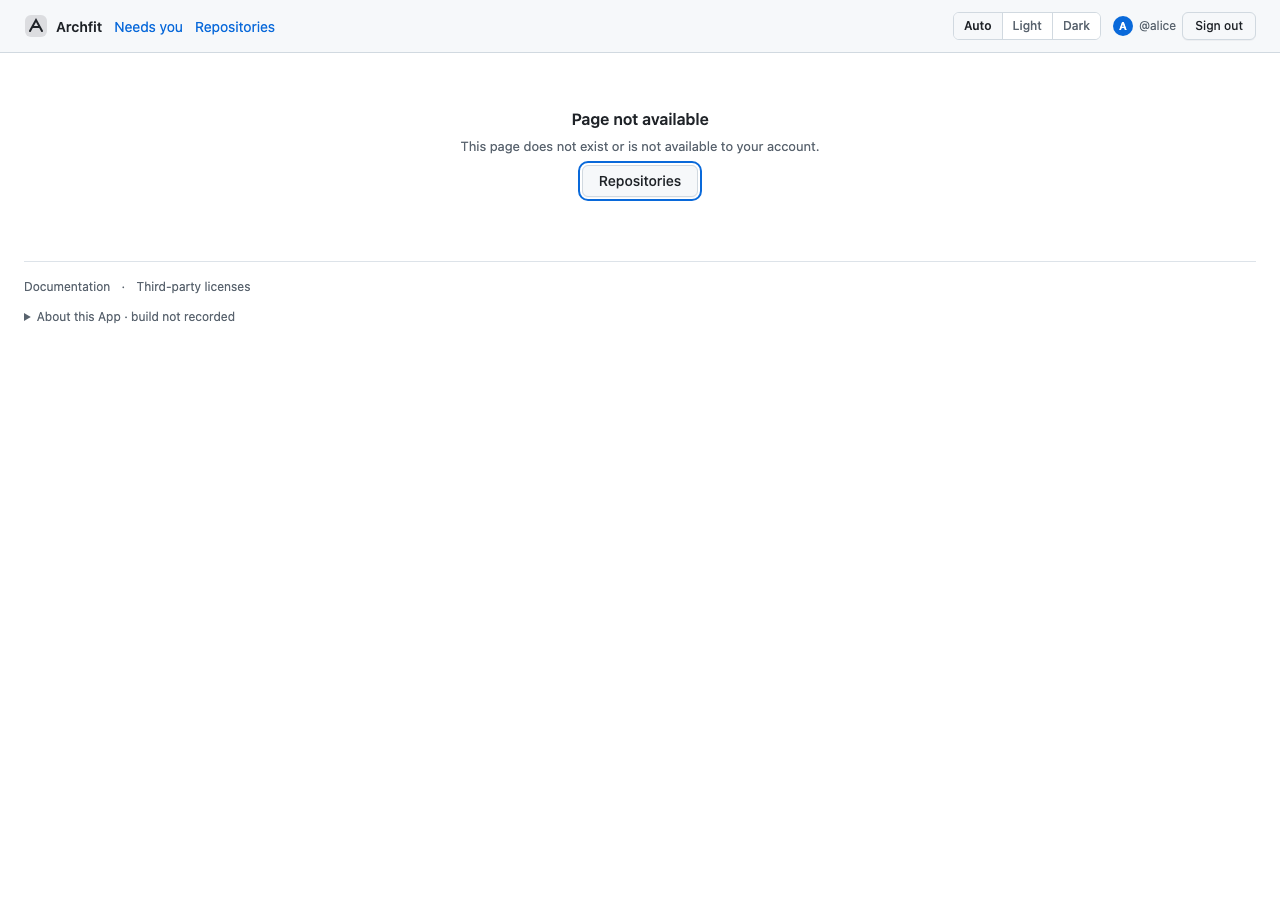 Archfit Needs you Repositories Auto Light Dark A @alice Sign out
Page not available
This page does not exist or is not available to your account.
Repositories
Documentation · Third-party licenses
About this App · build not recorded